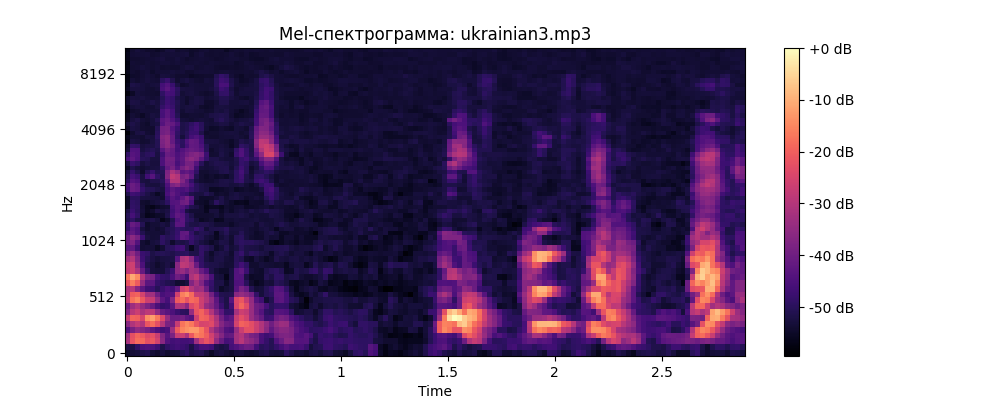 Mel-спектрограмма: ukrainian3.mp3
Hz
8192
4096
2048
1024
512
0
0 0.5 1 1.5 2 2.5
Time
+0 dB
-10 dB
-20 dB
-30 dB
-40 dB
-50 dB